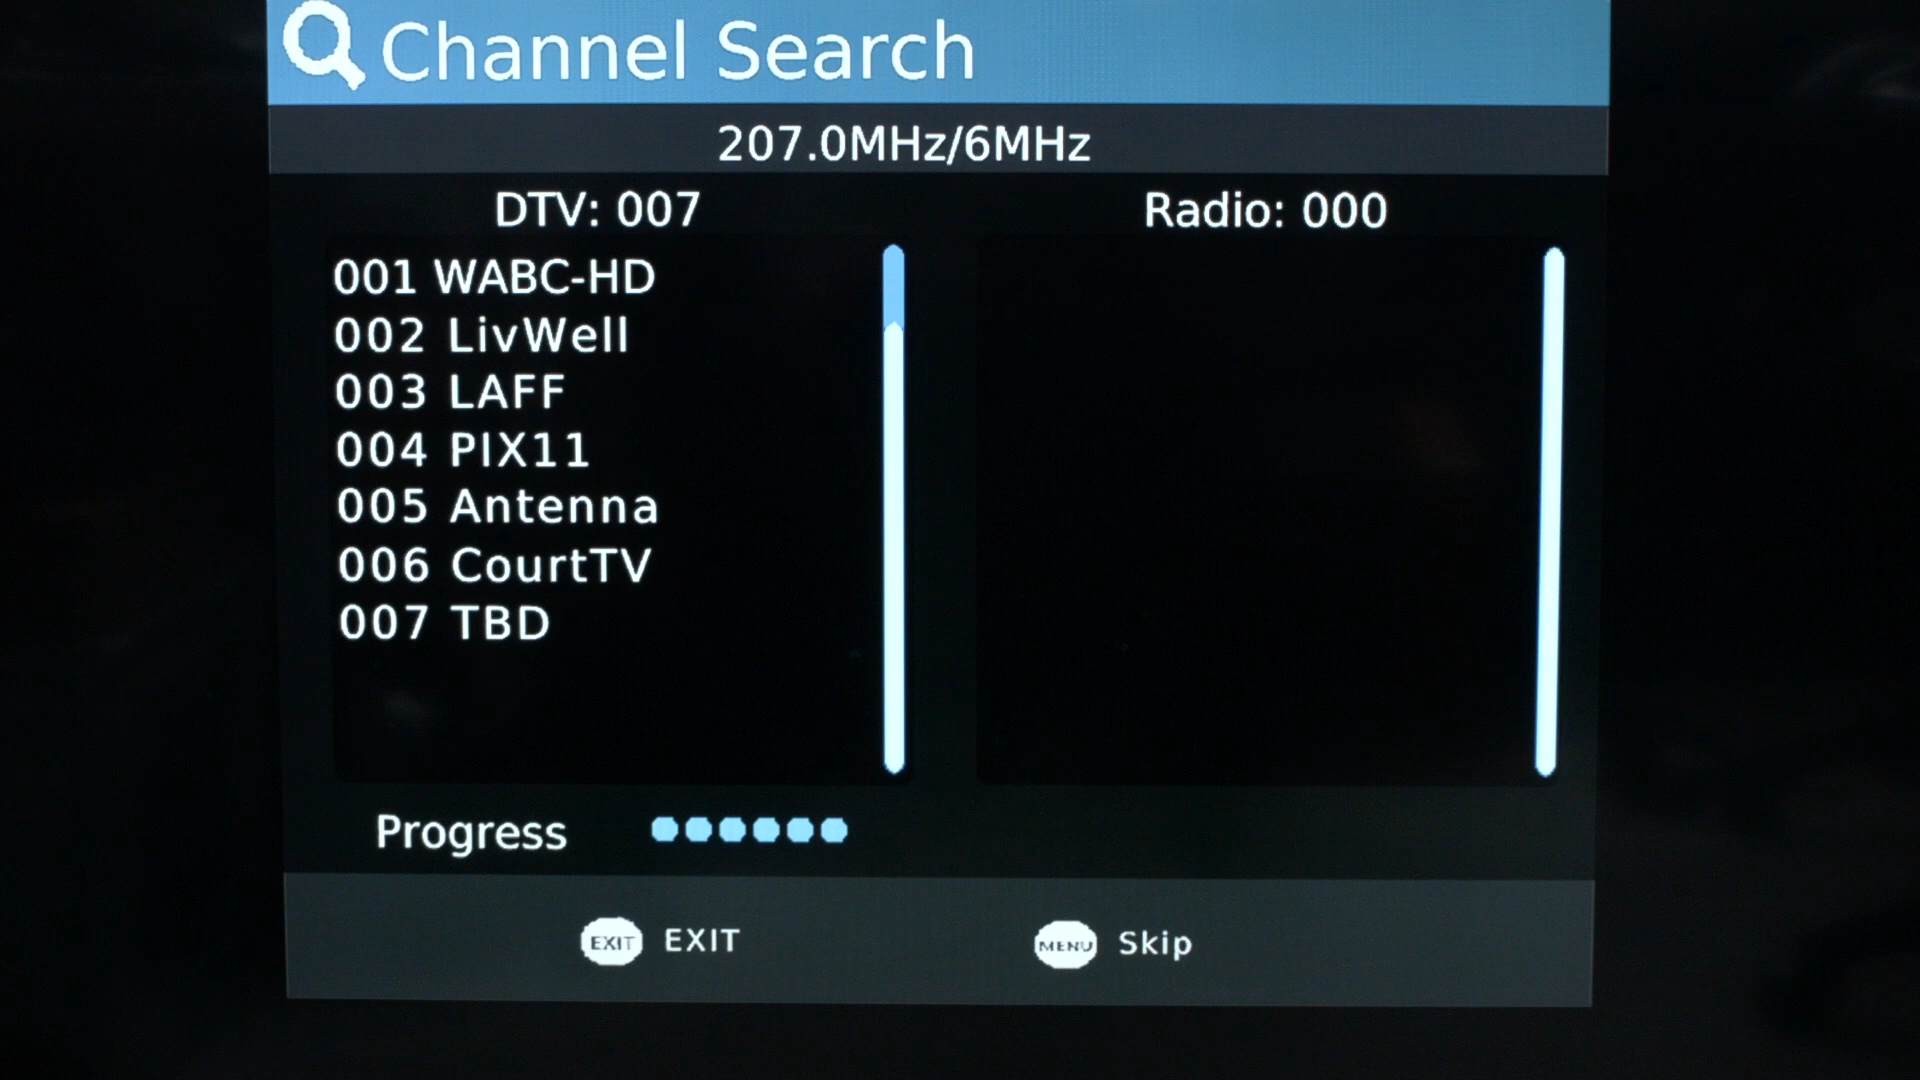 Channel Search
207.0MHz/6MHz
DTV: 007
Radio: 000
001 WABC-HD
002 LivWell
003 LAFF
004 PIX11
005 Antenna
006 CourtTV
007 TBD
Progress
EXIT EXIT
MENU Skip